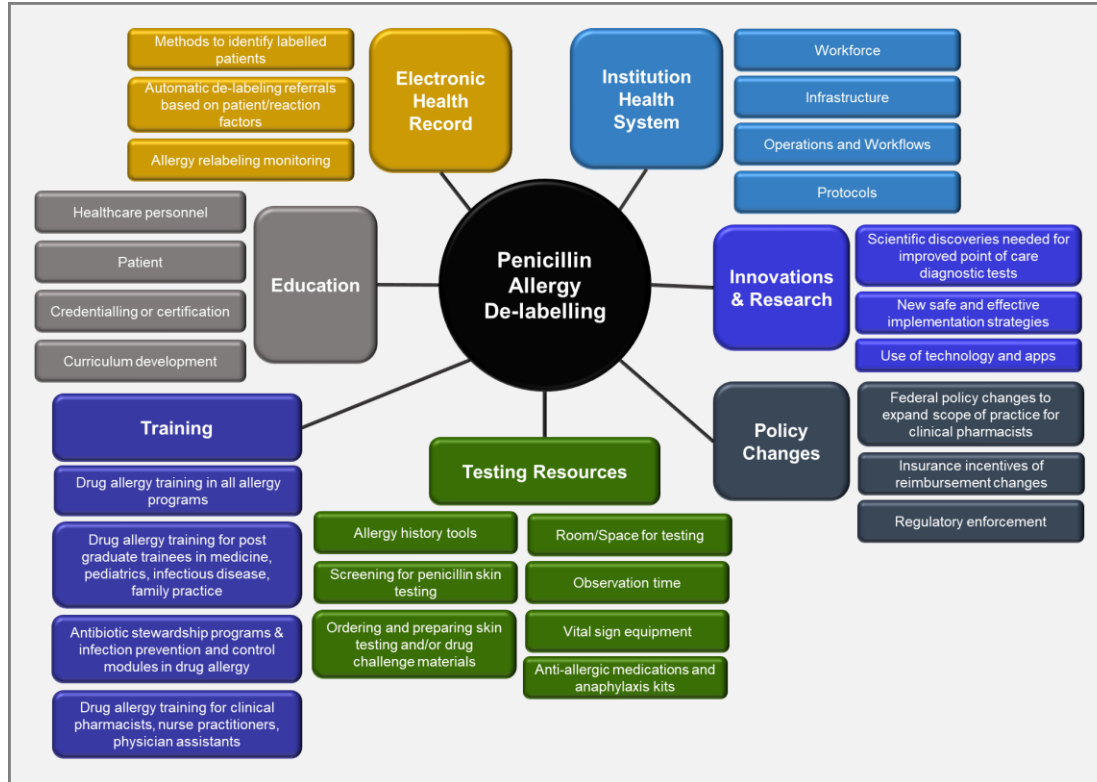 Methods to identify labelled
patients
Automatic de-labeling referrals
based on patient/reaction
factors
Allergy relabeling monitoring
Electronic
Health
Record
Institution
Health
System
Workforce
Infrastructure
Operations and Workflows
Protocols
Healthcare personnel
Patient
Credentialling or certification
Curriculum development
Education
Penicillin
Allergy
De-labelling
Innovations
& Research
Scientific discoveries needed for
improved point of care
diagnostic tests
New safe and effective
implementation strategies
Use of technology and apps
Policy
Changes
Federal policy changes to
expand scope of practice for
clinical pharmacists
Insurance incentives of
reimbursement changes
Regulatory enforcement
Training
Drug allergy training in all allergy
programs
Drug allergy training for post
graduate trainees in medicine,
pediatrics, infectious disease,
family practice
Antibiotic stewardship programs &
infection prevention and control
modules in drug allergy
Drug allergy training for clinical
pharmacists, nurse practitioners,
physician assistants
Testing Resources
Allergy history tools
Screening for penicillin skin
testing
Ordering and preparing skin
testing and/or drug
challenge materials
Room/Space for testing
Observation time
Vital sign equipment
Anti-allergic medications and
anaphylaxis kits